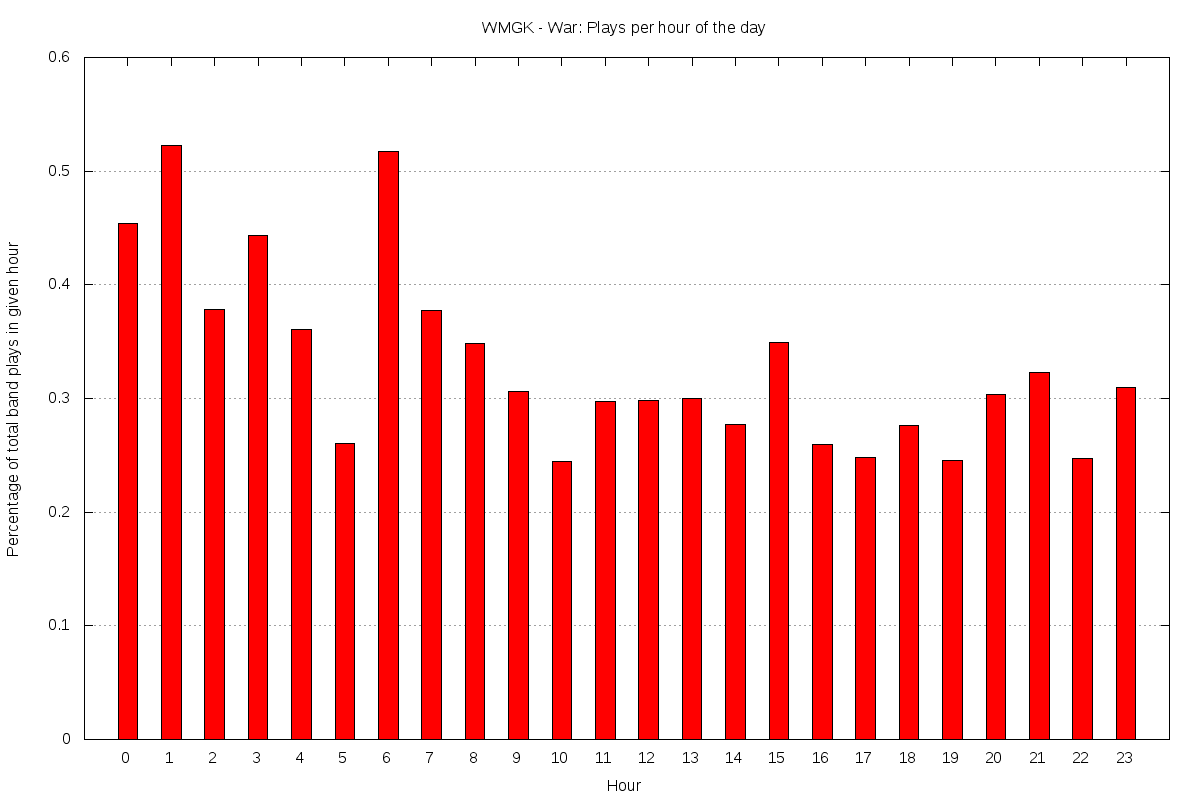 WMGK - War: Plays per hour of the day
Percentage of total band plays in given hour
0.6
0.5
0.4
0.3
0.2
0.1
0
0 1 2 3 4 5 6 7 8 9 10 11 12 13 14 15 16 17 18 19 20 21 22 23
Hour